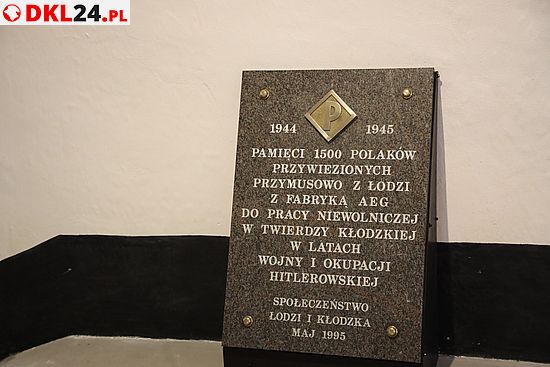 DKL24.PL
P
1944 1945
PAMIĘCI 1500 POLAKÓW
PRZYWIEZIONYCH
PRZYMUSOWO Z ŁODZI
Z FABRYKĄ AEG
DO PRACY NIEWOLNICZEJ
W TWIERDZY KŁODZKIEJ
W LATACH
WOJNY I OKUPACJI
HITLEROWSKIEJ
SPOŁECZEŃSTWO
ŁODZI I KŁODZKA
MAJ 1995